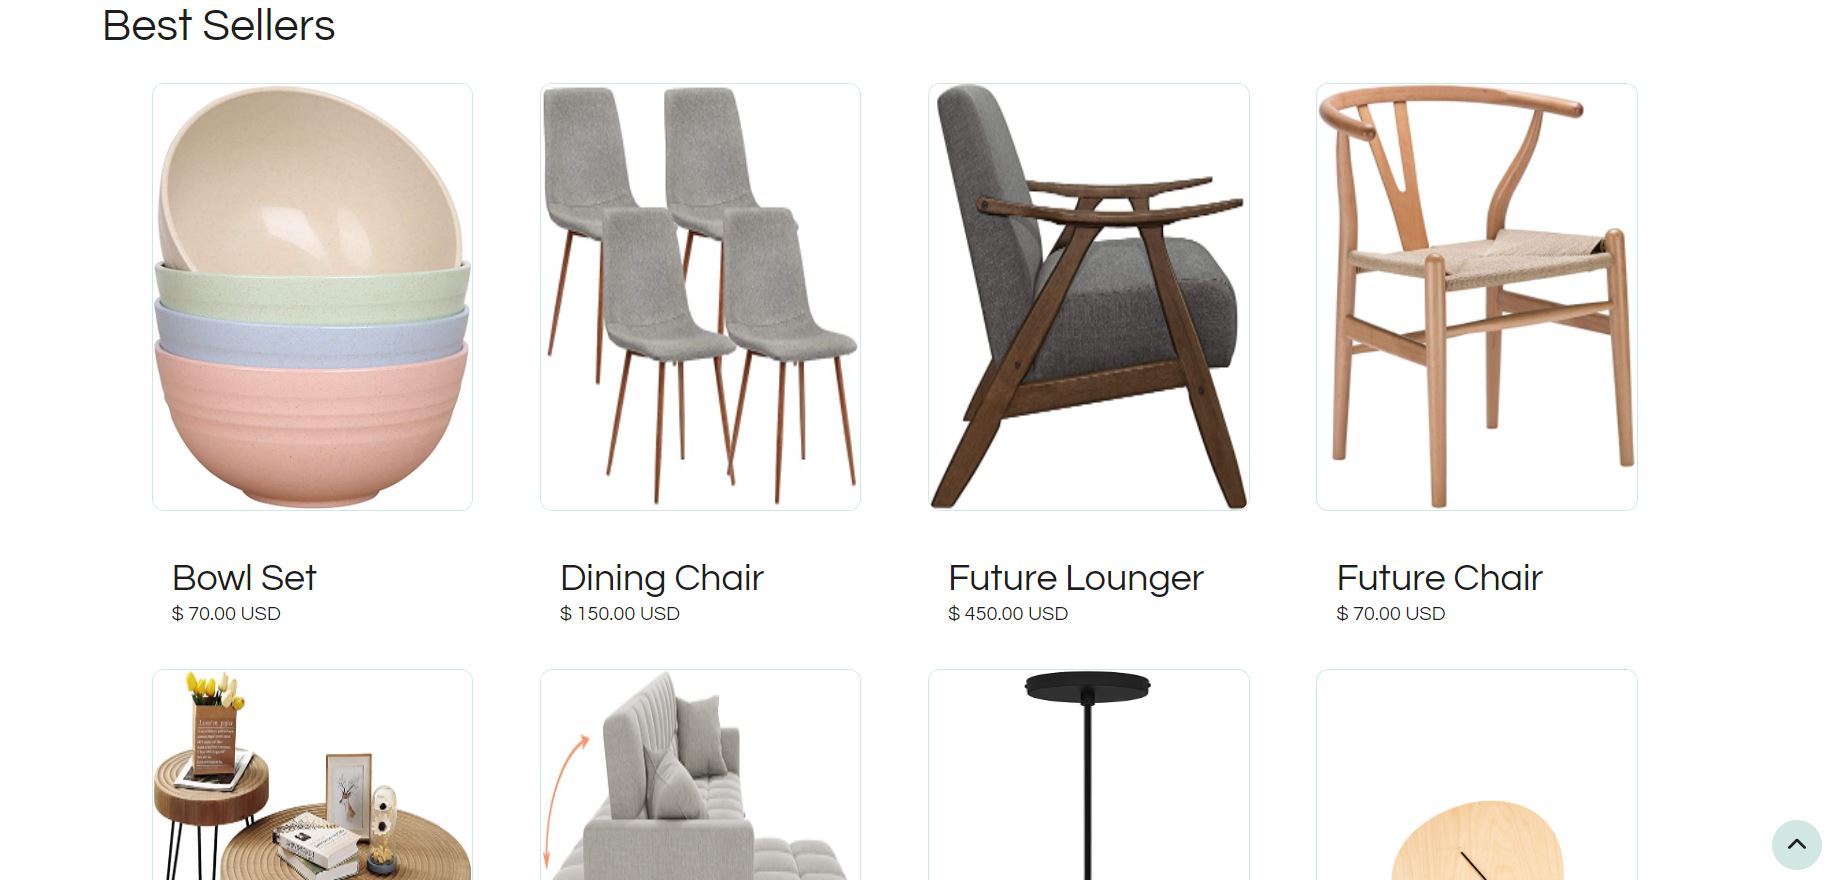 Best Sellers
Bowl Set
$ 70.00 USD
Dining Chair
$ 150.00 USD
Future Lounger
$ 450.00 USD
Future Chair
$ 70.00 USD